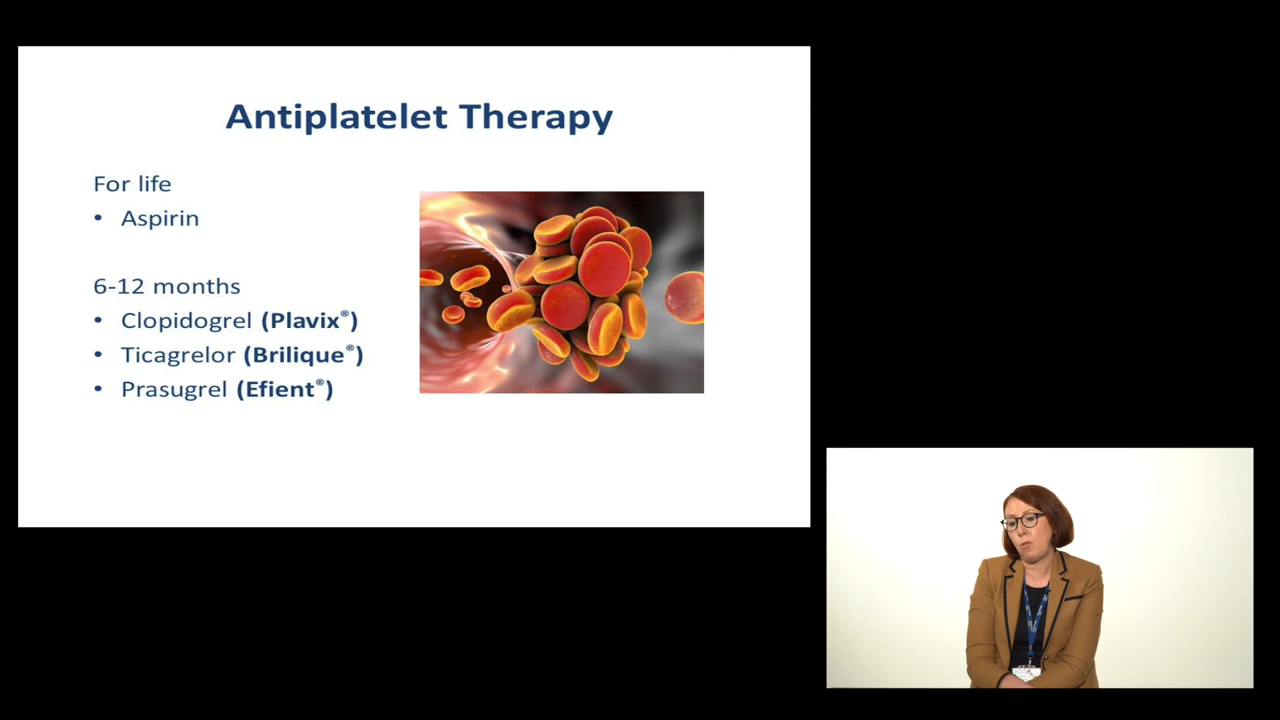 Antiplatelet Therapy
For life
• Aspirin
6-12 months
• Clopidogrel (Plavix®)
• Ticagrelor (Brilique®)
• Prasugrel (Efient®)